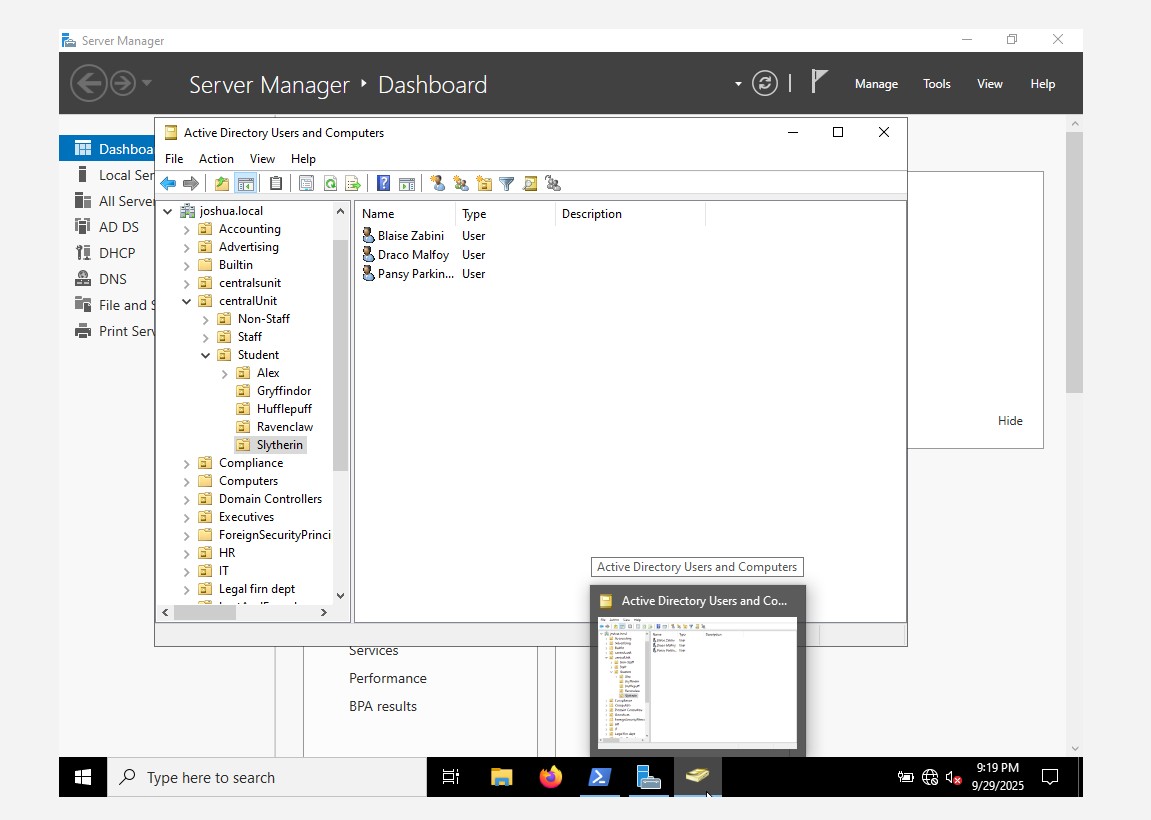 Server Manager
Server Manager ‣ Dashboard
Manage Tools View Help
Active Directory Users and Computers
File Action View Help
Dashboa
Local Ser
All Server
AD DS
DHCP
DNS
File and S
Print Serv
joshua.local
Accounting
Advertising
Builtin
centralsunit
centralUnit
Non-Staff
Staff
Student
Alex
Gryffindor
Hufflepuff
Ravenclaw
Slytherin
Compliance
Computers
Domain Controllers
Executives
ForeignSecurityPrinci
HR
IT
Legal firn dept
Name Type Description
Blaise Zabini User
Draco Malfoy User
Pansy Parkin... User
Hide
Active Directory Users and Computers
Active Directory Users and Co...
Services
Performance
BPA results
Type here to search
9:19 PM
9/29/2025